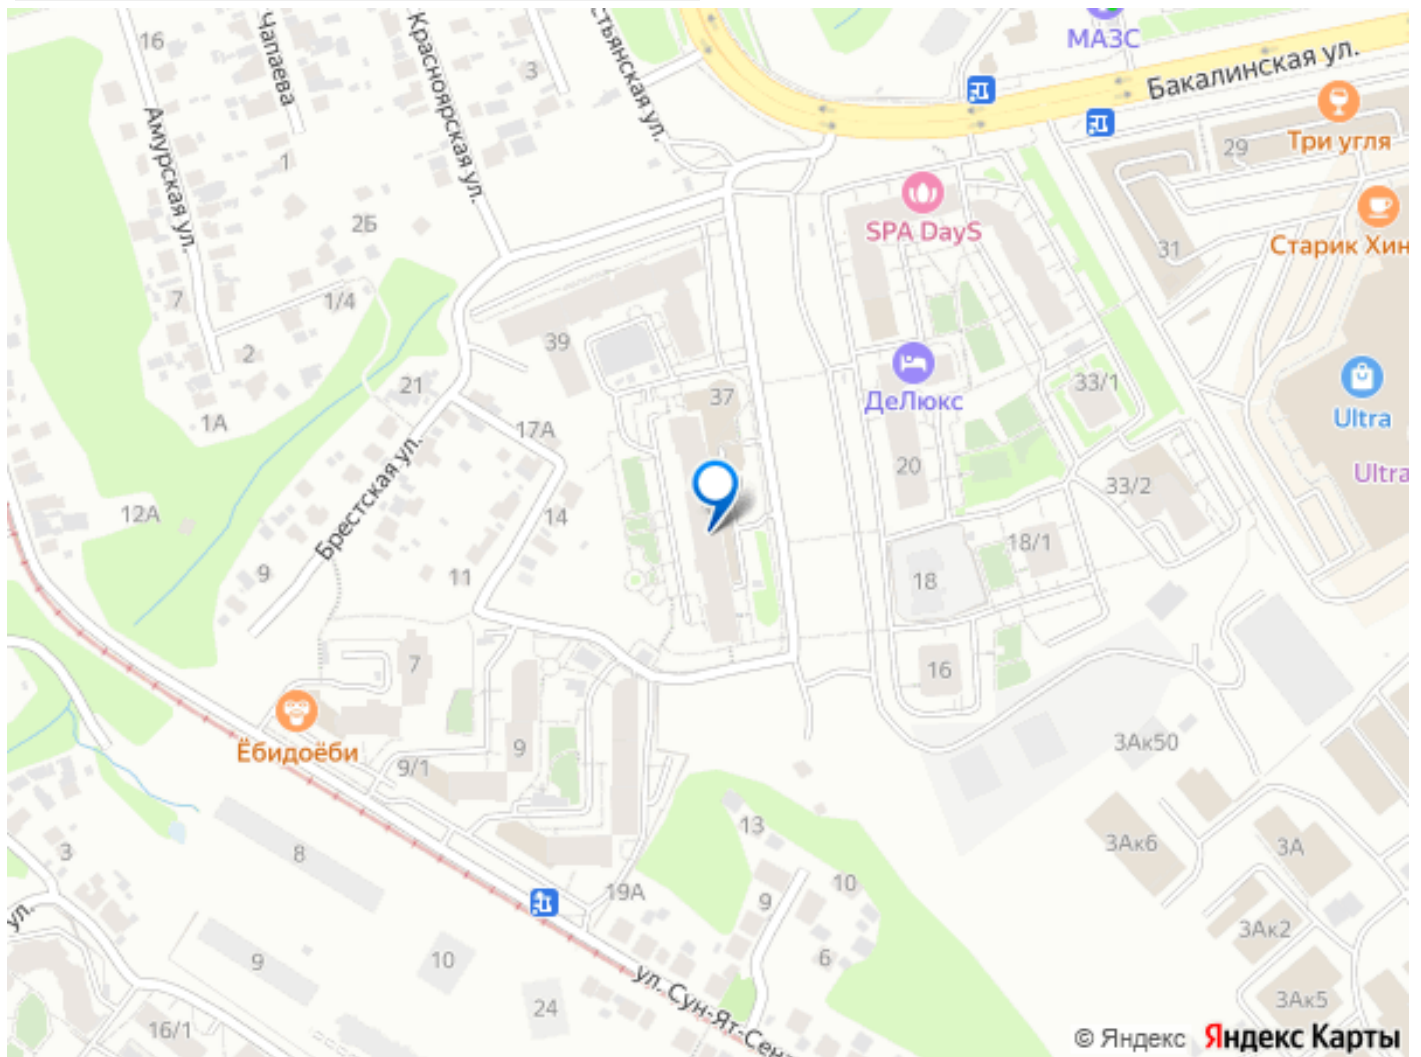 16
Чапаева
Красноярская ул.
3
стьянская ул.
МАЗС
Бакалинская ул.
Три угля
29
Амурская ул.
1
2Б
SPA DayS
31
Старик Хин
7
1/4
39
2
21
37
ДеЛюкс
33/1
Ultra
1А
17А
20
33/2
Ultra
Брестская ул.
12А
14
18/1
9
11
18
7
16
Ёбидоёби
9
9/1
3Ак50
13
3
8
3Ак6
3А
10
19А
9
ул.
3Ак2
9
10
6
ул. Сун-Ят-Сена
24
3Ак5
16/1
© Яндекс Яндекс Карты